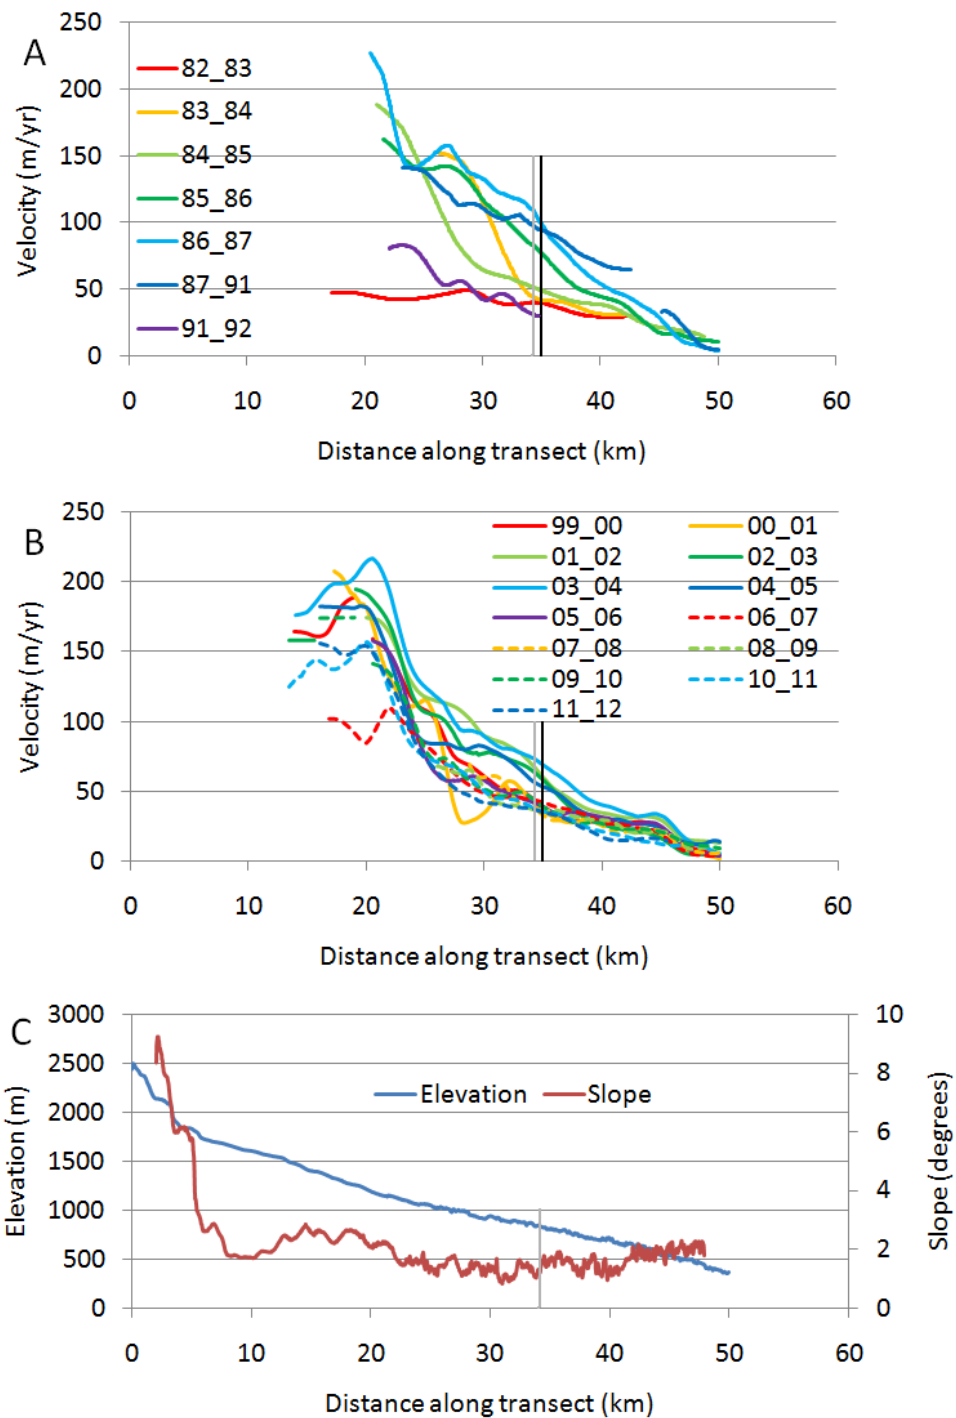 A
Velocity (m/yr)
250
200
150
100
50
0
82_83
83_84
84_85
85_86
86_87
87_91
91_92
0 10 20 30 40 50 60
Distance along transect (km)
B
Velocity (m/yr)
250
200
150
100
50
0
99_00 00_01
01_02 02_03
03_04 04_05
05_06 06_07
07_08 08_09
09_10 10_11
11_12
0 10 20 30 40 50 60
Distance along transect (km)
C
Elevation (m)
3000
2500
2000
1500
1000
500
0
Elevation Slope
10
8
6
4
2
0
Slope (degrees)
0 10 20 30 40 50 60
Distance along transect (km)